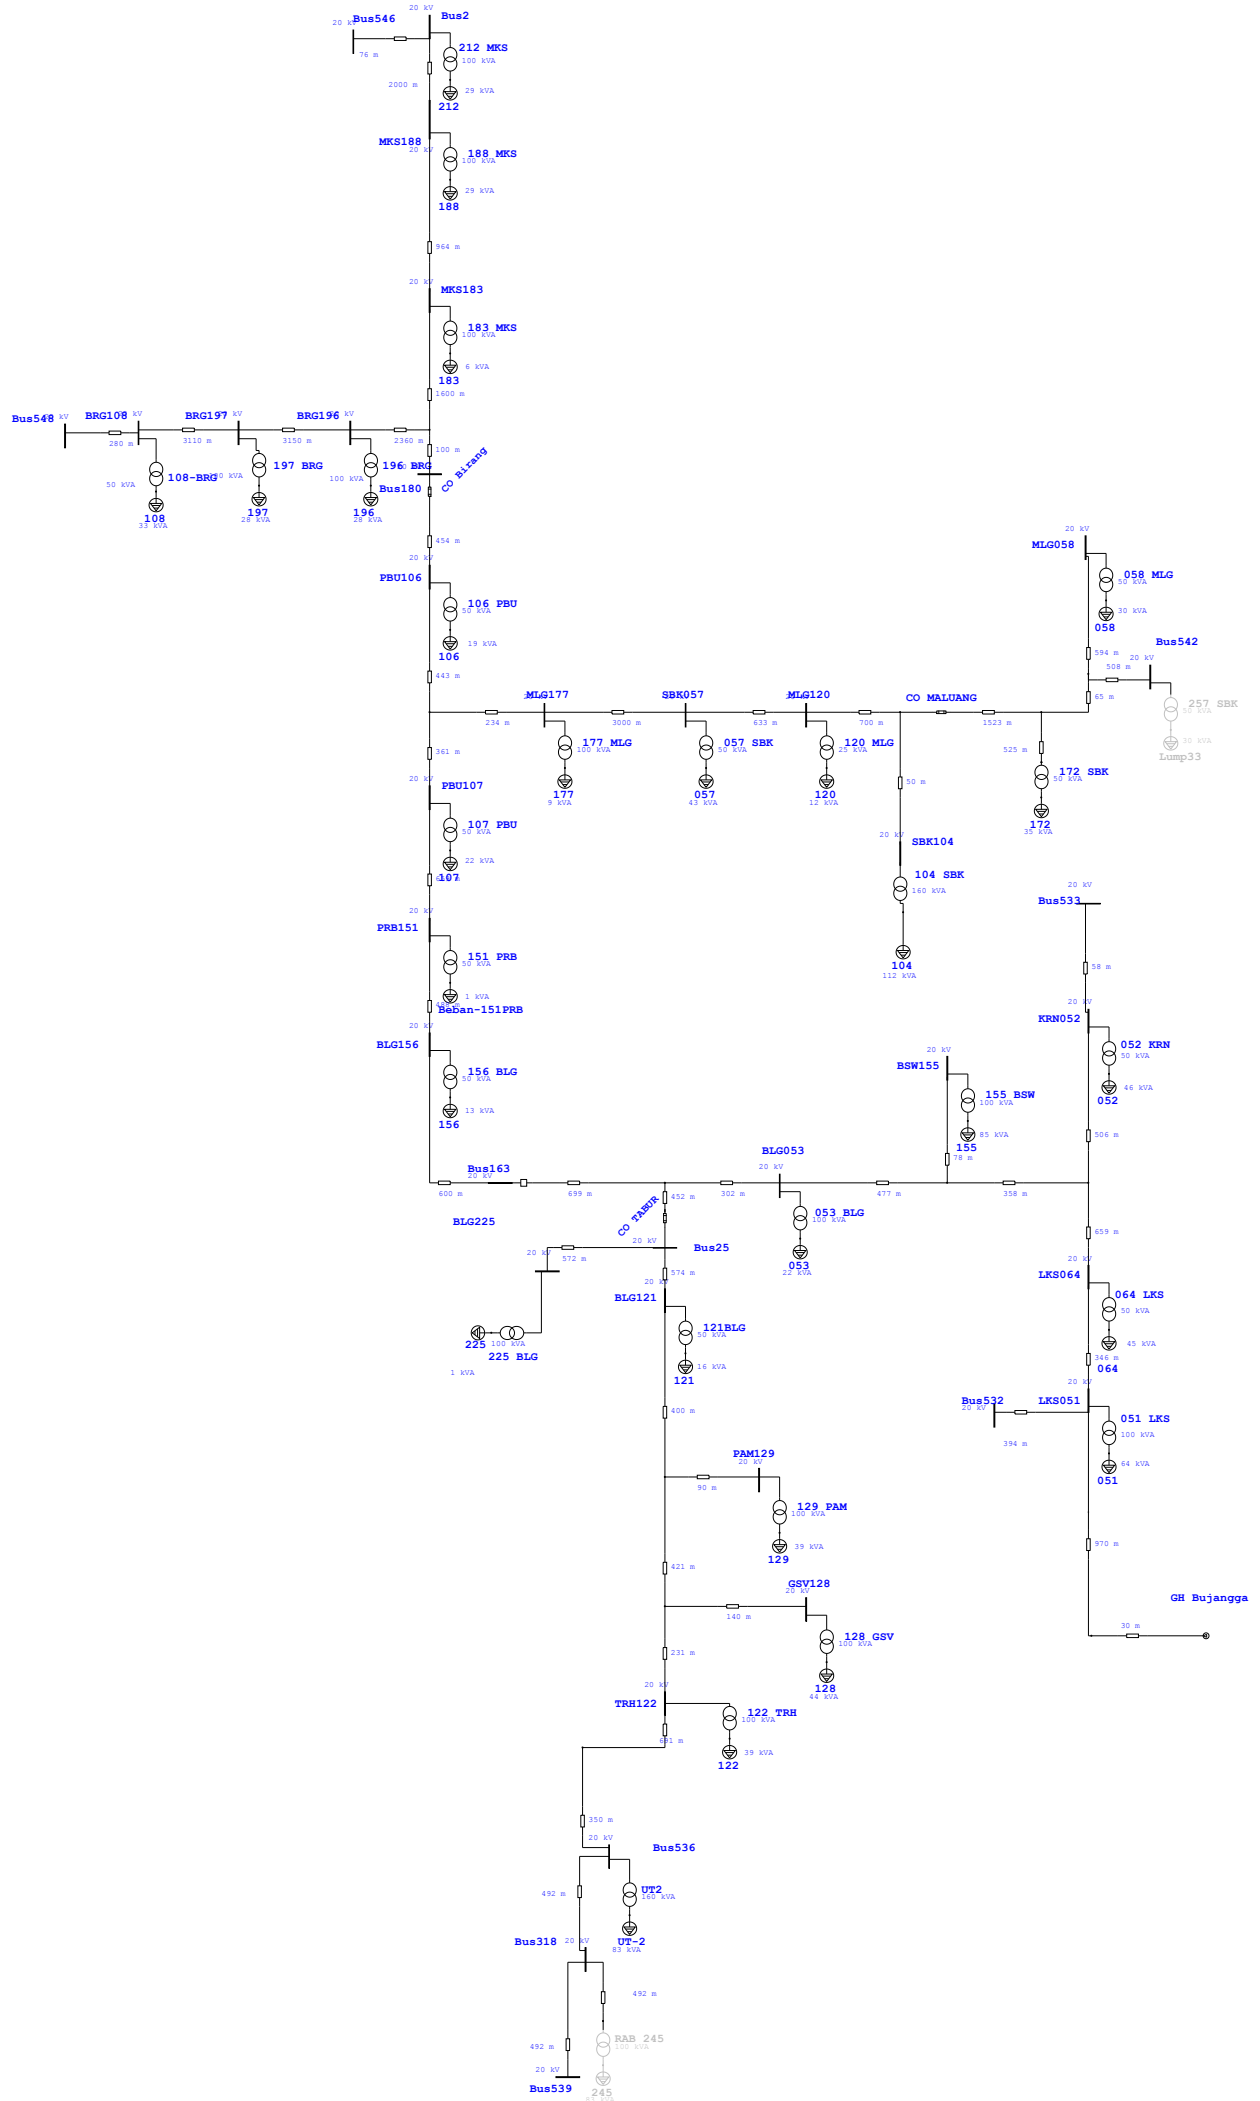 20 kV
Bus546
Bus2
76 m
212 MKS
100 kVA
2000 m
29 kVA
212
MKS188
20 kV
188 MKS
100 kVA
29 kVA
188
964 m
20 kV
MKS183
183 MKS
100 kVA
6 kVA
183
1600 m
Bus548
BRG108
BRG197
BRG196
280 m
3110 m
3150 m
2360 m
100 m
CO Birang
108-BRG
50 kVA
197 BRG
196 BRG
100 kVA
108
33 kVA
197
28 kVA
196
28 kVA
Bus180
454 m
20 kV
PBU106
106 PBU
50 kVA
19 kVA
106
443 m
20 kV
MLG058
058 MLG
50 kVA
30 kVA
058
594 m
Bus542
20 kV
508 m
65 m
257 SBK
50 kVA
30 kVA
Lump33
MLG177
SBK057
MLG120
CO MALUANG
234 m
3000 m
633 m
700 m
1523 m
177 MLG
100 kVA
177
9 kVA
057 SBK
50 kVA
057
43 kVA
120 MLG
25 kVA
120
12 kVA
525 m
172 SBK
50 kVA
172
35 kVA
50 m
20 kV
SBK104
104 SBK
160 kVA
104
112 kVA
361 m
20 kV
PBU107
107 PBU
50 kVA
22 kVA
107
20 kV
PRB151
151 PRB
50 kVA
1 kVA
Beban-151PRB
20 kV
BLG156
156 BLG
50 kVA
13 kVA
156
20 kV
Bus533
58 m
20 kV
KRN052
052 KRN
50 kVA
46 kVA
052
506 m
20 kV
BSW155
155 BSW
100 kVA
85 kVA
155
78 m
Bus163
20 kV
600 m
699 m
BLG053
20 kV
302 m
477 m
358 m
053 BLG
100 kVA
053
22 kVA
452 m
CO TABUR
BLG225
20 kV
572 m
20 kV
Bus25
225
100 kVA
225 BLG
1 kVA
574 m
20 kV
BLG121
121BLG
50 kVA
16 kVA
121
659 m
20 kV
LKS064
064 LKS
50 kVA
45 kVA
346 m
064
20 kV
LKS051
Bus532
20 kV
394 m
051 LKS
100 kVA
64 kVA
051
400 m
PAM129
20 kV
90 m
129 PAM
100 kVA
39 kVA
129
970 m
421 m
GSV128
20 kV
140 m
128 GSV
100 kVA
128
44 kVA
GH Bujangga
30 m
231 m
20 kV
TRH122
122 TRH
100 kVA
39 kVA
122
691 m
350 m
20 kV
Bus536
492 m
UT2
160 kVA
UT-2
83 kVA
Bus318
20 kV
492 m
RAB 245
100 kVA
245
492 m
20 kV
Bus539